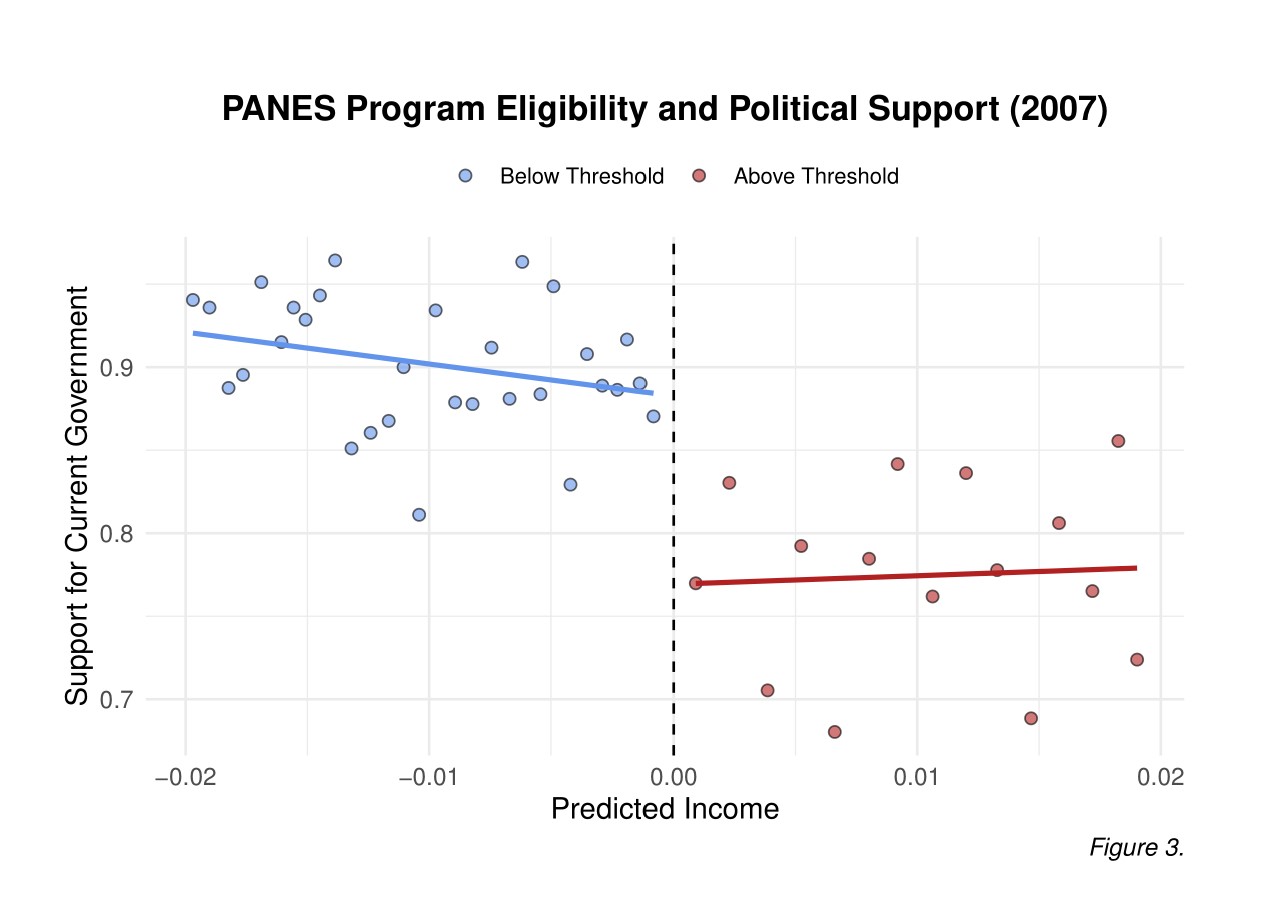 PANES Program Eligibility and Political Support (2007)
Below Threshold Above Threshold
Support for Current Government
0.9
0.8
0.7
−0.02 −0.01 0.00 0.01 0.02
Predicted Income
Figure 3.